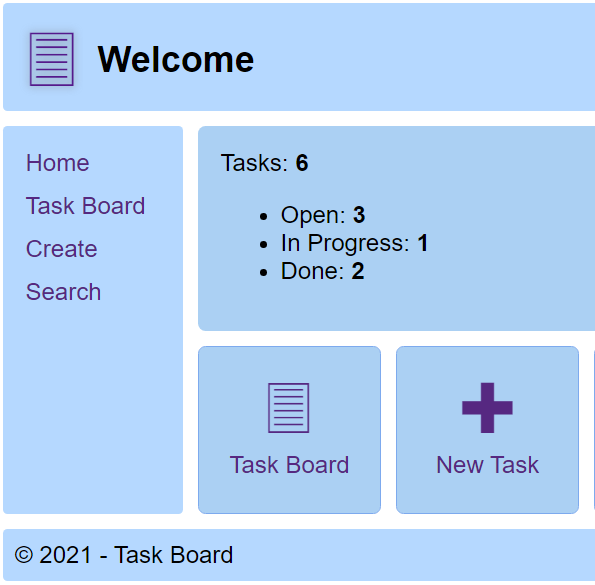 Welcome
Home
Task Board
Create
Search
Tasks: 6
Open: 3
In Progress: 1
Done: 2
Task Board
New Task
© 2021 - Task Board